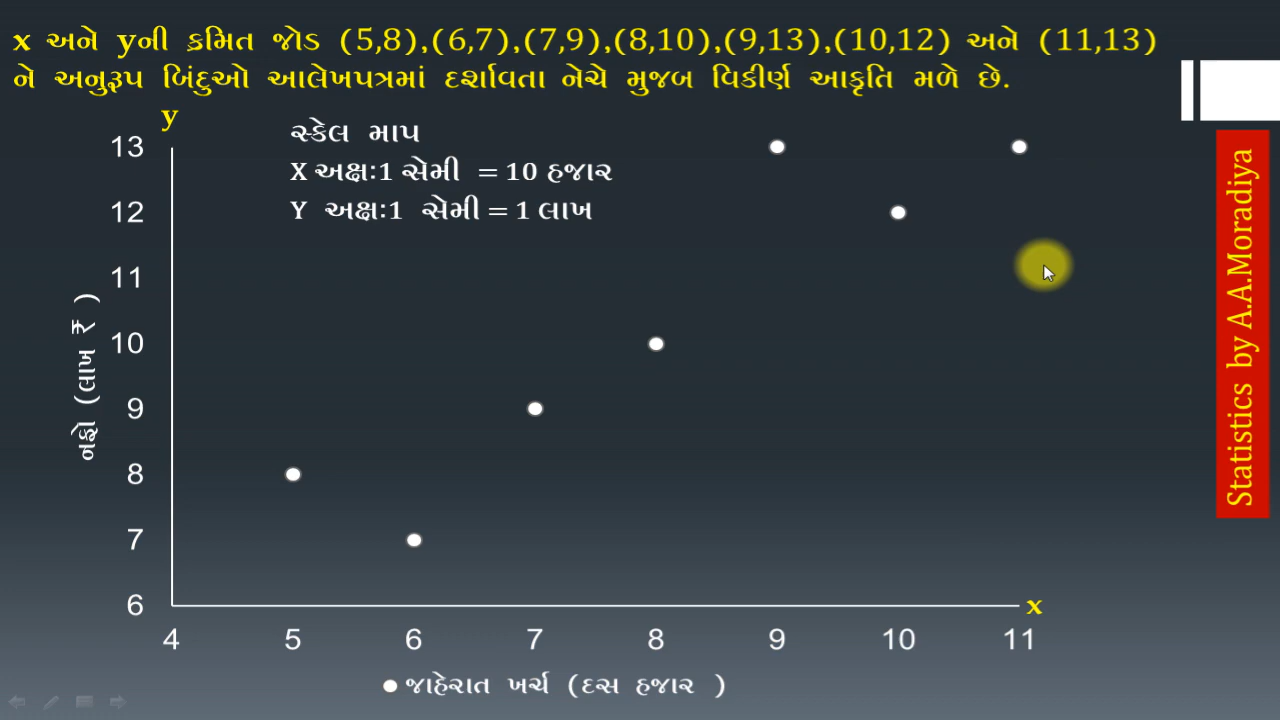 x અને yની ક્રમિત જોડ (5,8),(6,7),(7,9),(8,10),(9,13),(10,12) અને (11,13)
ને અનુરૂપ બિંદુઓ આલેખપત્રમાં દર્શાવતા નેચે મુજબ વિકીર્ણ આકૃતિ મળે છે.
y
સ્કેલ માપ
X અક્ષ:1 સેમી = 10 હજાર
Y અક્ષ:1 સેમી = 1 લાખ
13
12
11
10
9
8
7
6
નફો (લાખ ₹ )
4 5 6 7 8 9 10 11
x
જાહેરાત ખર્ચ (દસ હજાર )
Statistics by A.A.Moradiya